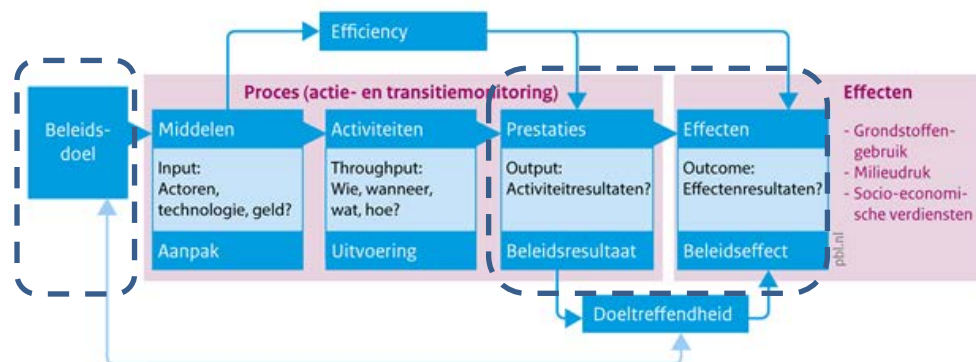 Efficiency
Proces (actie- en transitiemonitoring)
Effecten
Beleids-
doel
Middelen
Input:
Actoren,
technologie, geld?
Aanpak
Activiteiten
Throughput:
Wie, wanneer,
wat, hoe?
Uitvoering
Prestaties
Output:
Activiteitresultaten?
Beleidsresultaat
Effecten
Outcome:
Effectenresultaten?
Beleidseffect
- Grondstoffen-
gebruik
- Milieudruk
- Socio-economi-
sche verdiensten
pbl.nl
Doeltreffendheid